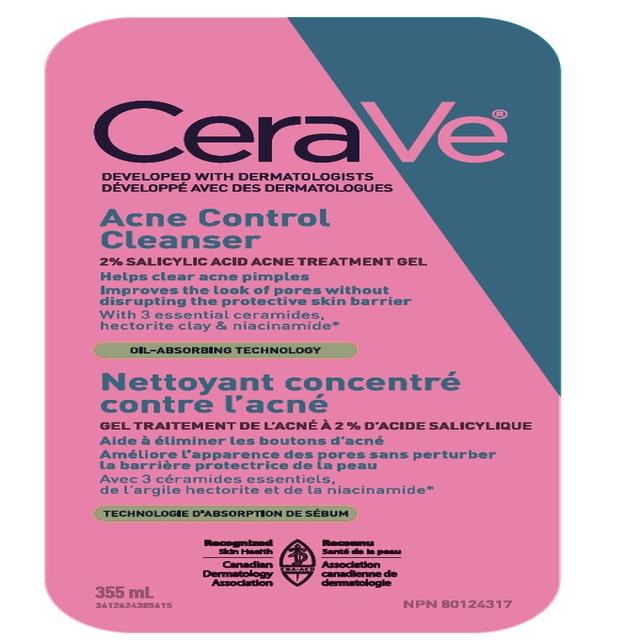 CeraVe®
DEVELOPED WITH DERMATOLOGISTS
DÉVELOPPÉ AVEC DES DERMATOLOGUES
Acne Control
Cleanser
2% SALICYLIC ACID ACNE TREATMENT GEL
Helps clear acne pimples
Improves the look of pores without
disrupting the protective skin barrier
With 3 essential ceramides,
hectorite clay & niacinamide*
OIL-ABSORBING TECHNOLOGY
Nettoyant concentré
contre l'acné
GEL TRAITEMENT DE L'ACNÉ À 2 % D'ACIDE SALICYLIQUE
Aide à éliminer les boutons d'acné
Améliore l'apparence des pores sans perturber
la barrière protectrice de la peau
Avec 3 céramides essentiels,
de l'argile hectorite et de la niacinamide*
TECHNOLOGIE D'ABSORPTION DE SÉBUM
Recognized
Skin Health
Canadian
Dermatology
Association
CDA-ACD
Reconnu
Santé de la peau
Association
canadienne de
dermatologie
355 mL
3612624385615
NPN 80124317